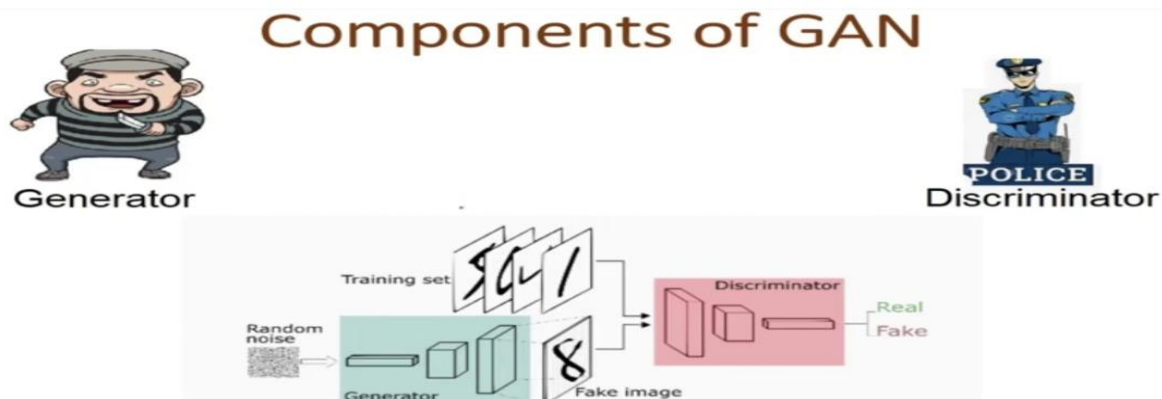 Components of GAN
Generator
POLICE
Discriminator
Training set
Discriminator
Real
Fake
Random
noise
Generator
Fake image